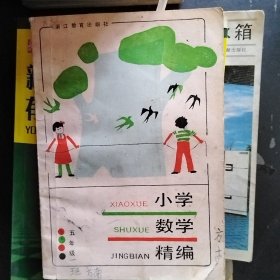 浙江教育出版社
XIAOXUE 小学
SHUXUE 数学
JINGBIAN 精编
五年级
箱